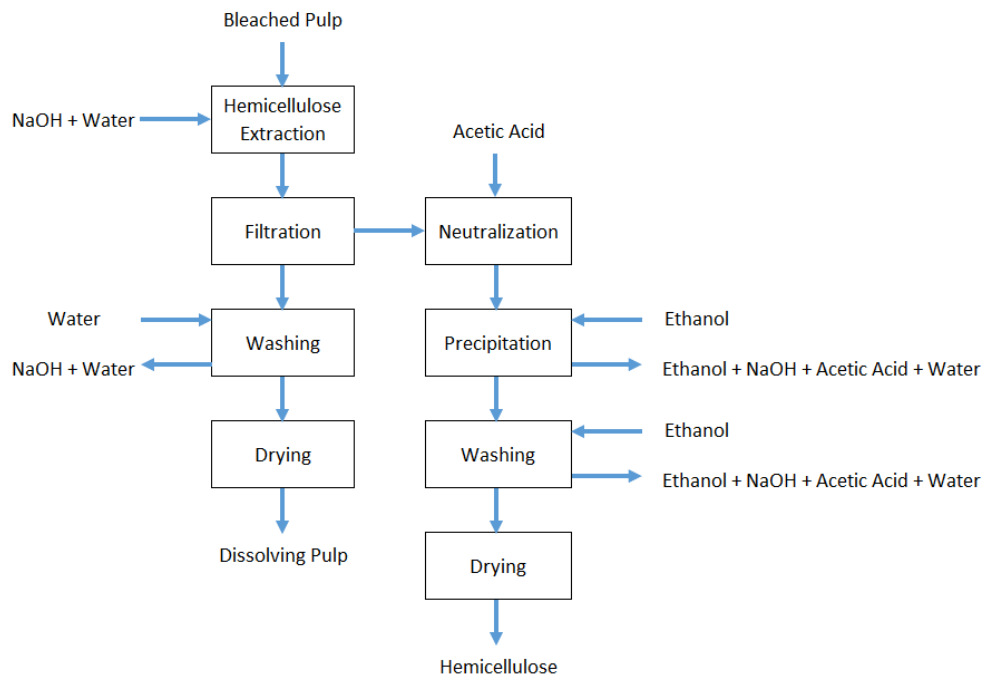 Bleached Pulp
NaOH + Water
Hemicellulose
Extraction
Acetic Acid
Filtration
Neutralization
Water
Washing
NaOH + Water
Precipitation
Ethanol
Ethanol + NaOH + Acetic Acid + Water
Drying
Washing
Ethanol
Ethanol + NaOH + Acetic Acid + Water
Dissolving Pulp
Drying
Hemicellulose